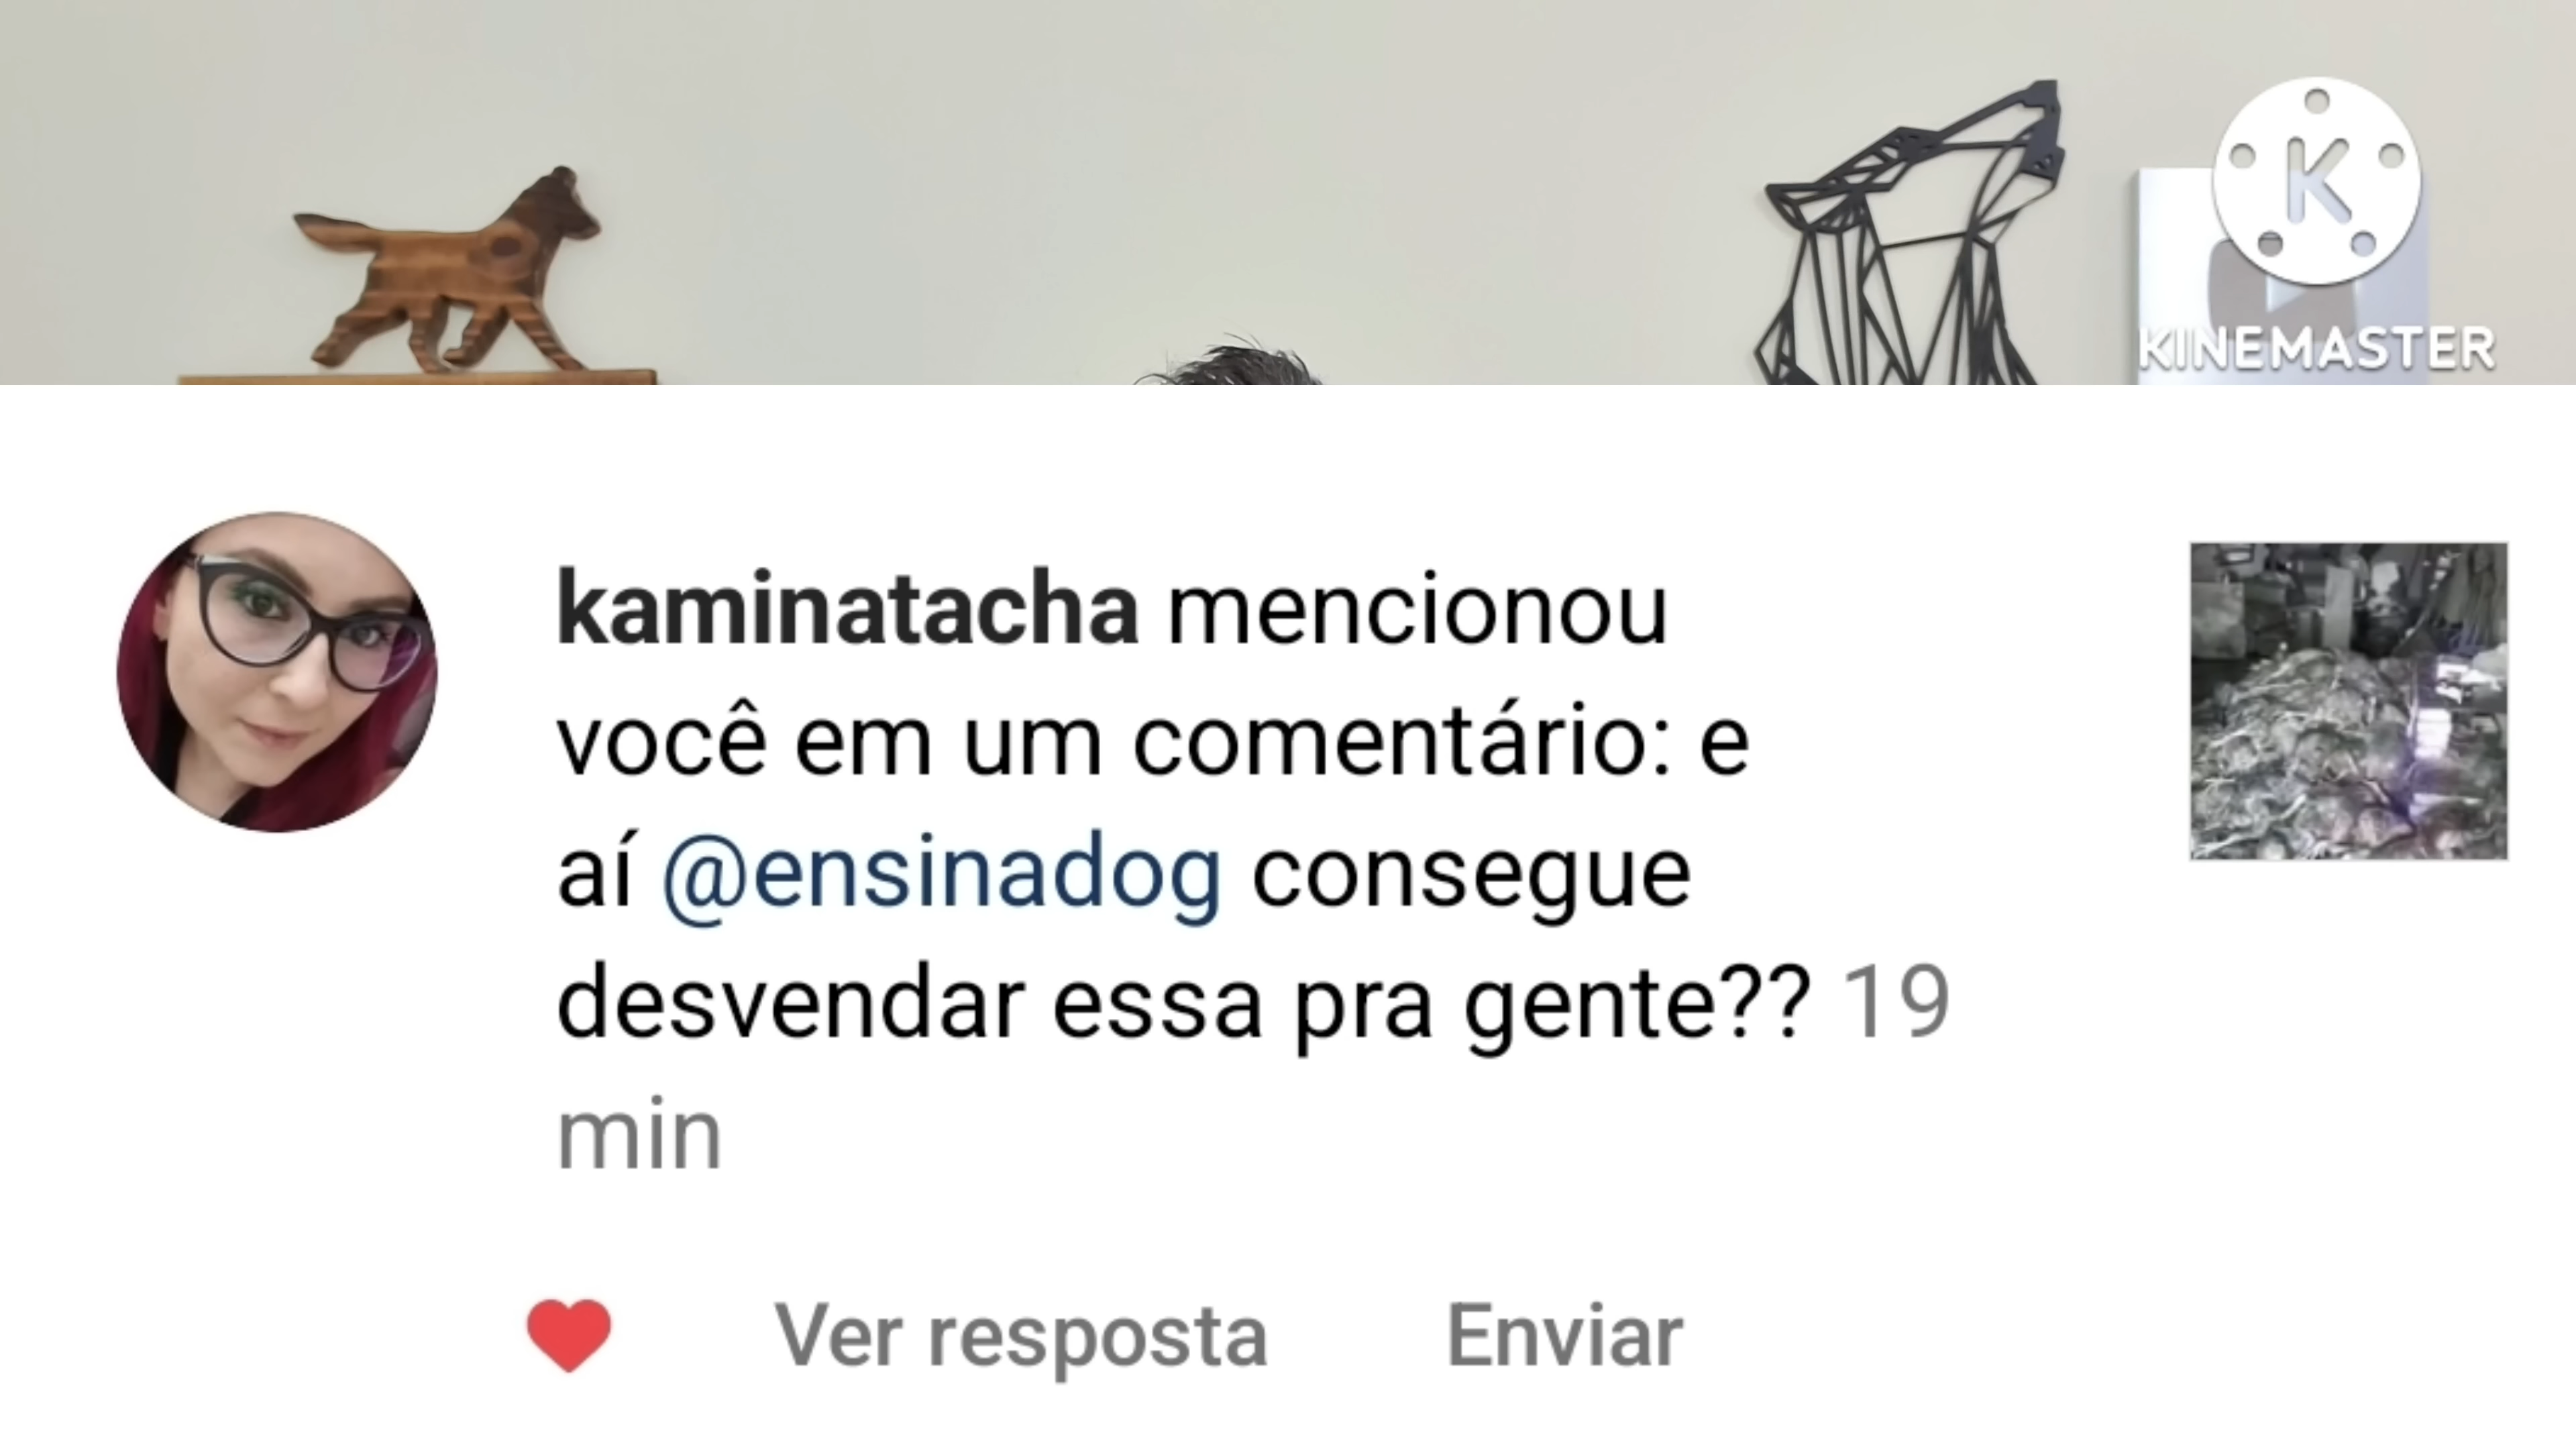 K
KINEMASTER
kaminatacha mencionou
você em um comentário: e
aí @ensinadog consegue
desvendar essa pra gente?? 19
min
Ver resposta Enviar